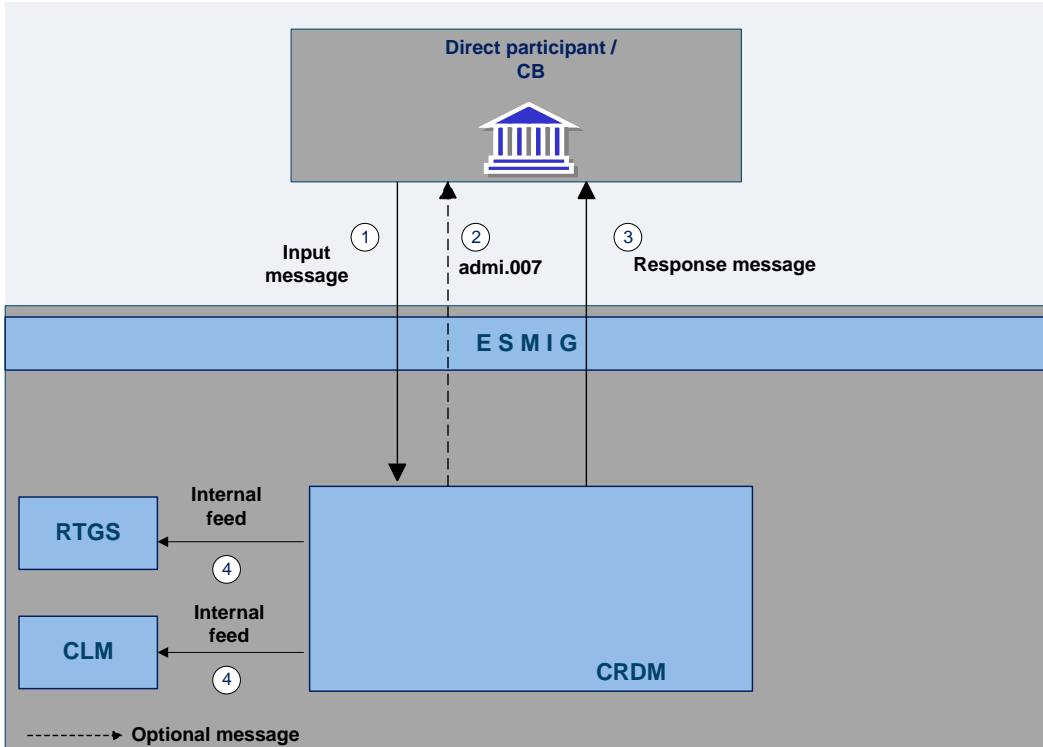 Direct participant /
CB
1
2
3
Input
message
admi.007
Response message
E S M I G
Internal
feed
RTGS
4
Internal
feed
CLM
4
CRDM
Optional message